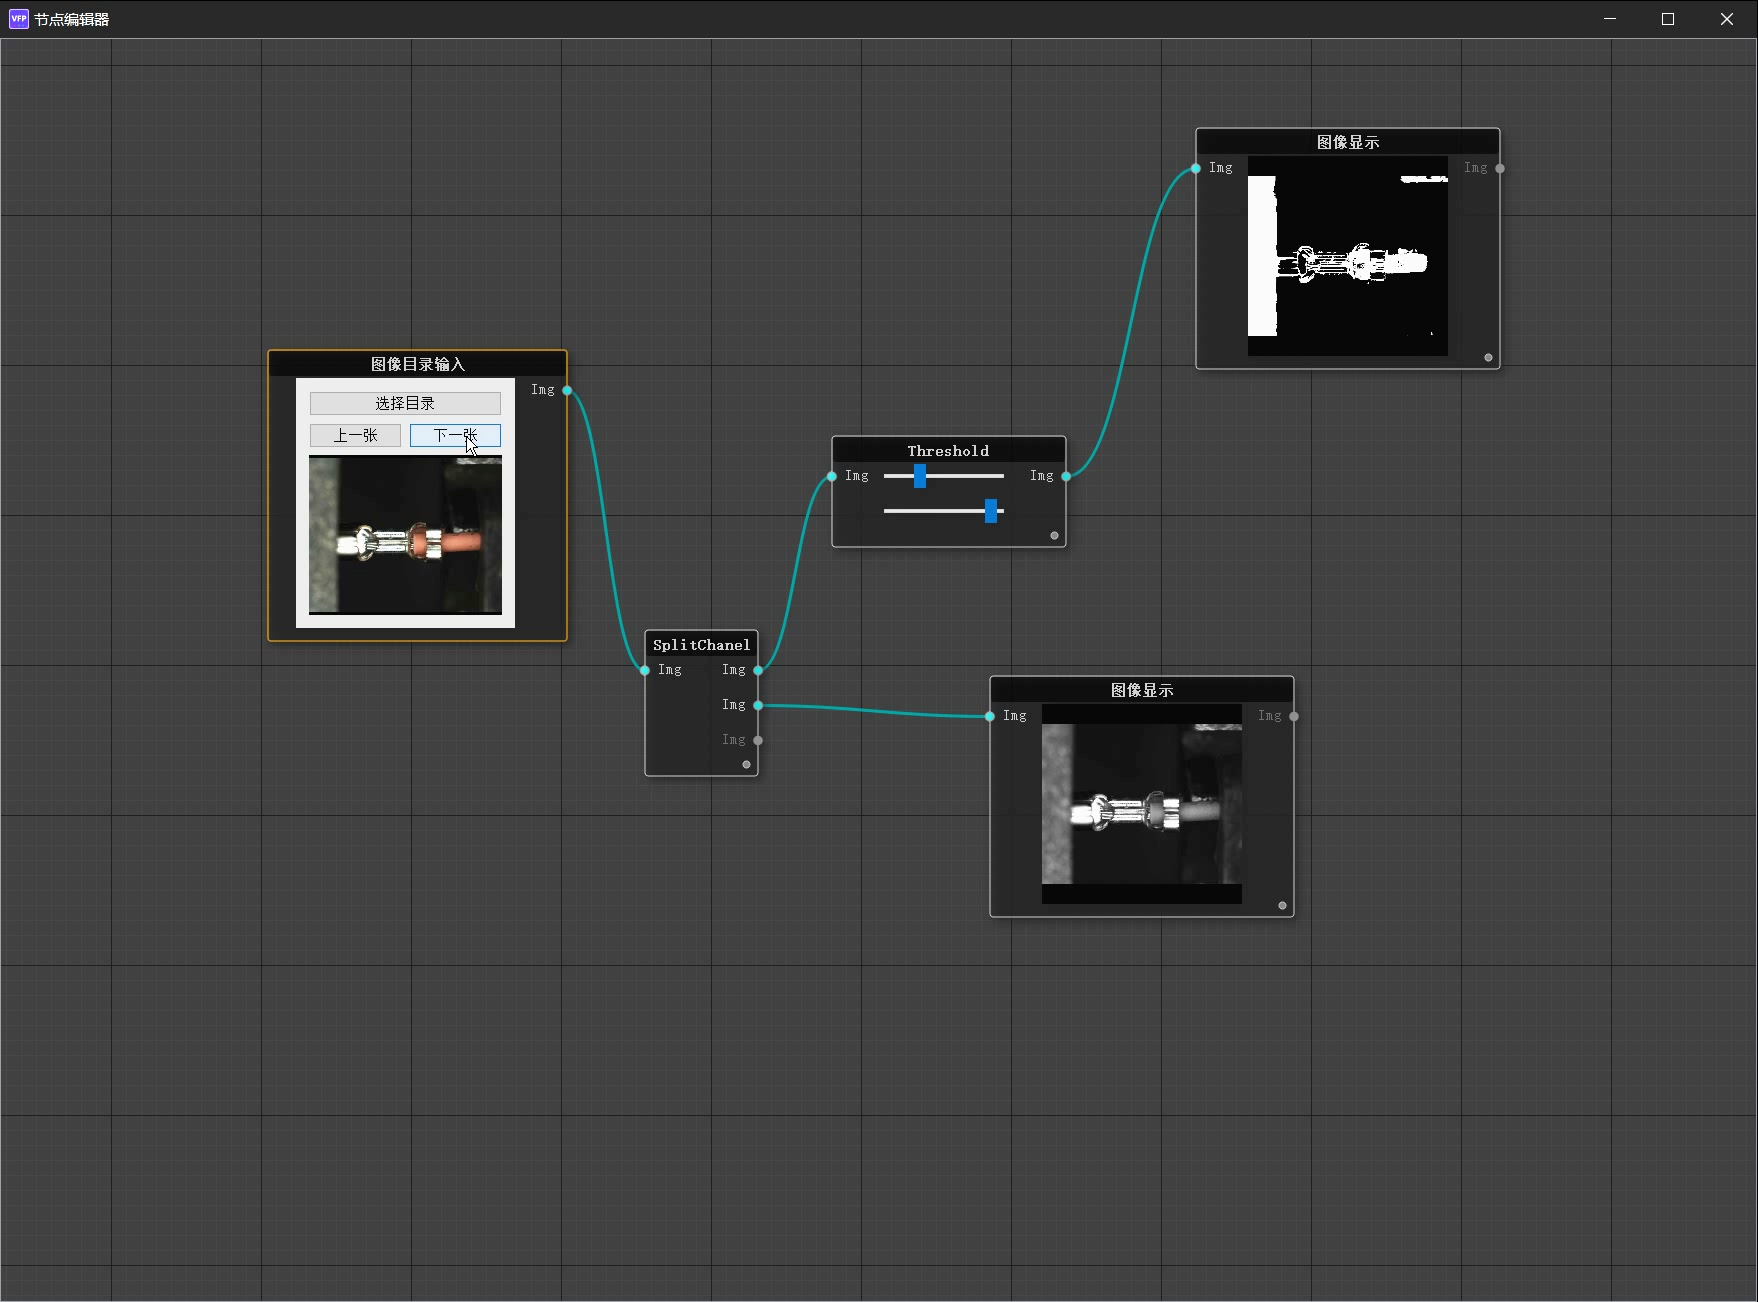 VFP 节点编辑器
图像显示
Img Img
图像目录输入
Img
选择目录
上一张 下一张
Threshold
Img Img
SplitChanel
Img Img
Img
Img
图像显示
Img Img